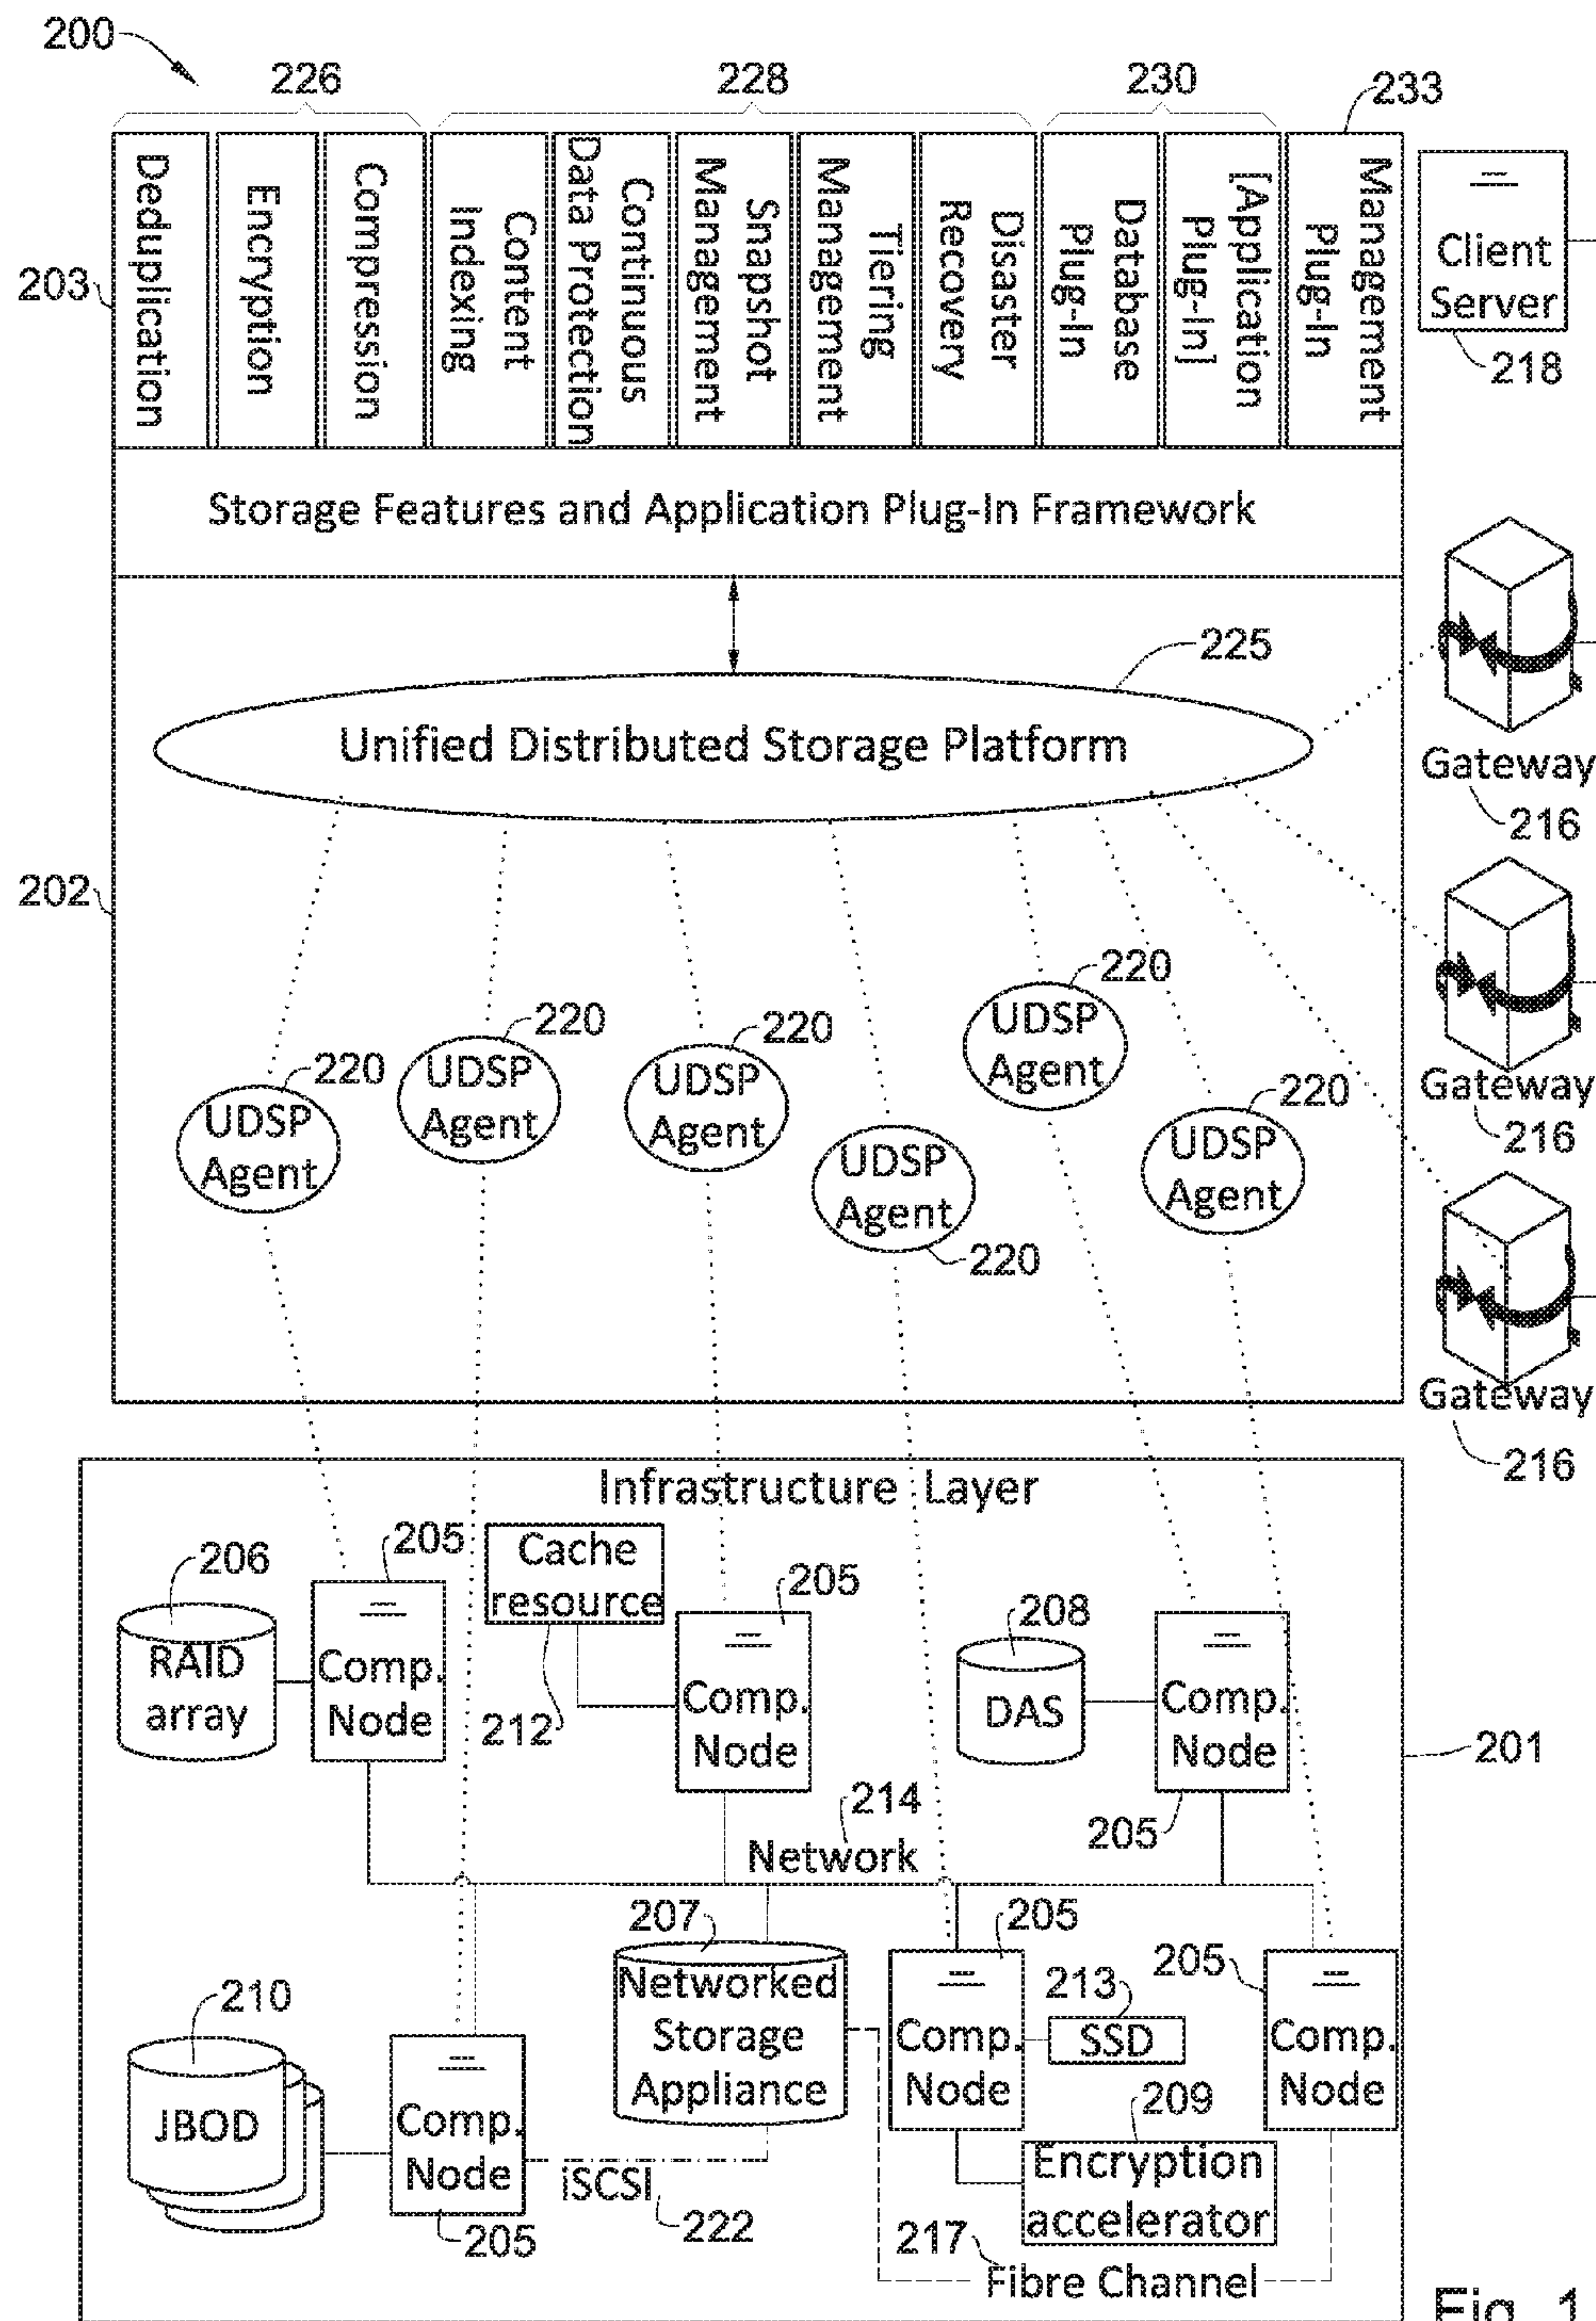 200
226
228
230
233
203
Deduplication
Encryption
Compression
Content
Indexing
Continuous
Data Protection
Snapshot
Management
Tiering
Management
Disaster
Recovery
Database
Plug-In
[Application
Plug-In]
Management
Plug-In
Client
Server
218
Storage Features and Application Plug-In Framework
225
Unified Distributed Storage Platform
Gateway
216
202
220
UDSP
Agent
220
UDSP
Agent
220
UDSP
Agent
220
UDSP
Agent
220
UDSP
Agent
220
UDSP
Agent
Gateway
216
Gateway
216
Infrastructure Layer
206
RAID
array
205
Comp.
Node
Cache
resource
212
205
Comp.
Node
208
DAS
Comp.
Node
205
201
214
Network
210
JBOD
Comp.
Node
205
iSCSI
222
207
Networked
Storage
Appliance
205
Comp.
Node
213
SSD
205
Comp.
Node
209
Encryption
accelerator
217
Fibre Channel
Fig. 1